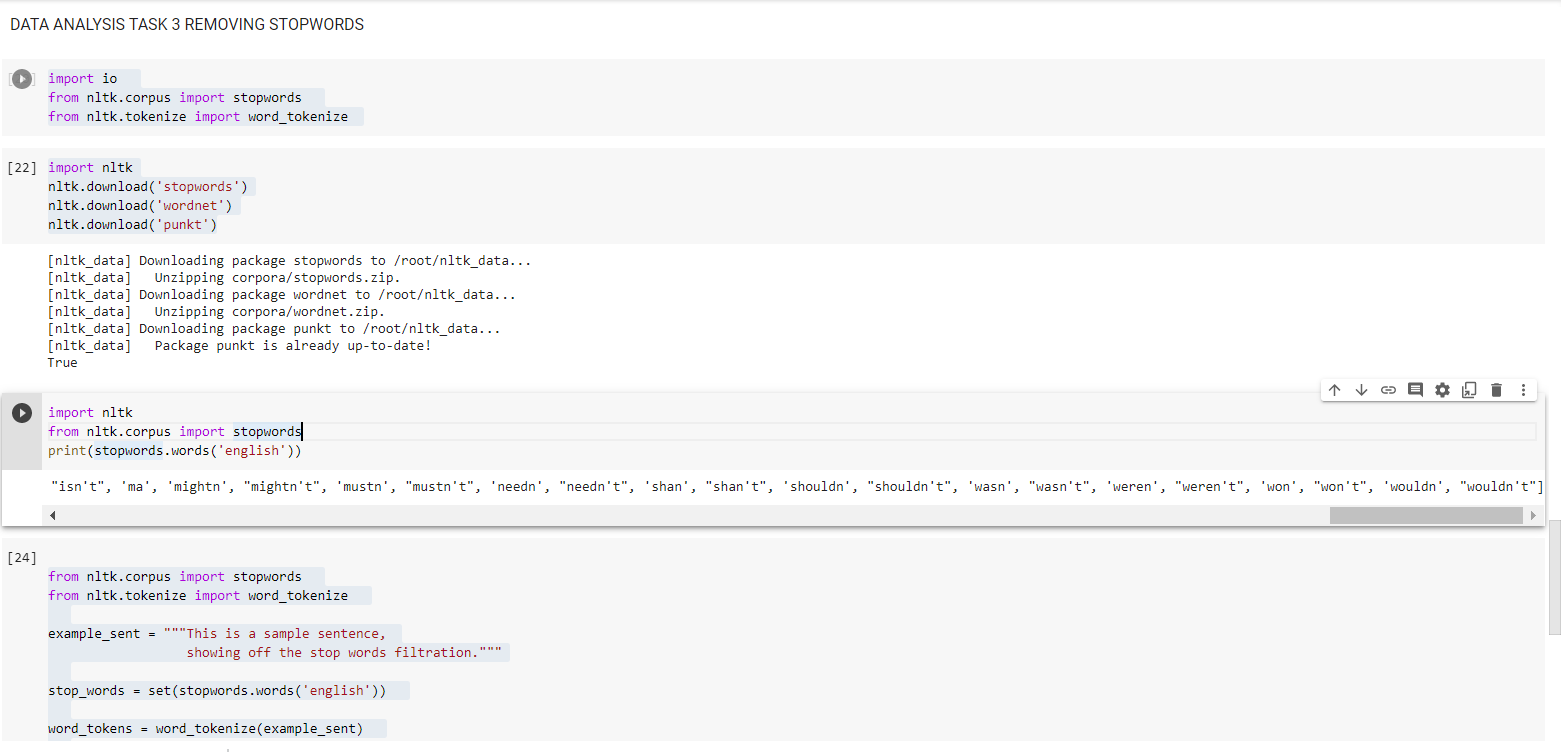 DATA ANALYSIS TASK 3 REMOVING STOPWORDS
import io
from nltk.corpus import stopwords
from nltk.tokenize import word_tokenize
[22] import nltk
nltk.download('stopwords')
nltk.download('wordnet')
nltk.download('punkt')
[nltk_data] Downloading package stopwords to /root/nltk_data...
[nltk_data]   Unzipping corpora/stopwords.zip.
[nltk_data] Downloading package wordnet to /root/nltk_data...
[nltk_data]   Unzipping corpora/wordnet.zip.
[nltk_data] Downloading package punkt to /root/nltk_data...
[nltk_data]   Package punkt is already up-to-date!
True
import nltk
from nltk.corpus import stopwords
print(stopwords.words('english'))
"isn't", 'ma', 'mightn', "mightn't", 'mustn', "mustn't", 'needn', "needn't", 'shan', "shan't", 'shouldn', "shouldn't", 'wasn', "wasn't", 'weren', "weren't", 'won', "won't", 'wouldn', "wouldn't"]
[24]
from nltk.corpus import stopwords
from nltk.tokenize import word_tokenize
example_sent = """This is a sample sentence,
showing off the stop words filtration."""
stop_words = set(stopwords.words('english'))
word_tokens = word_tokenize(example_sent)